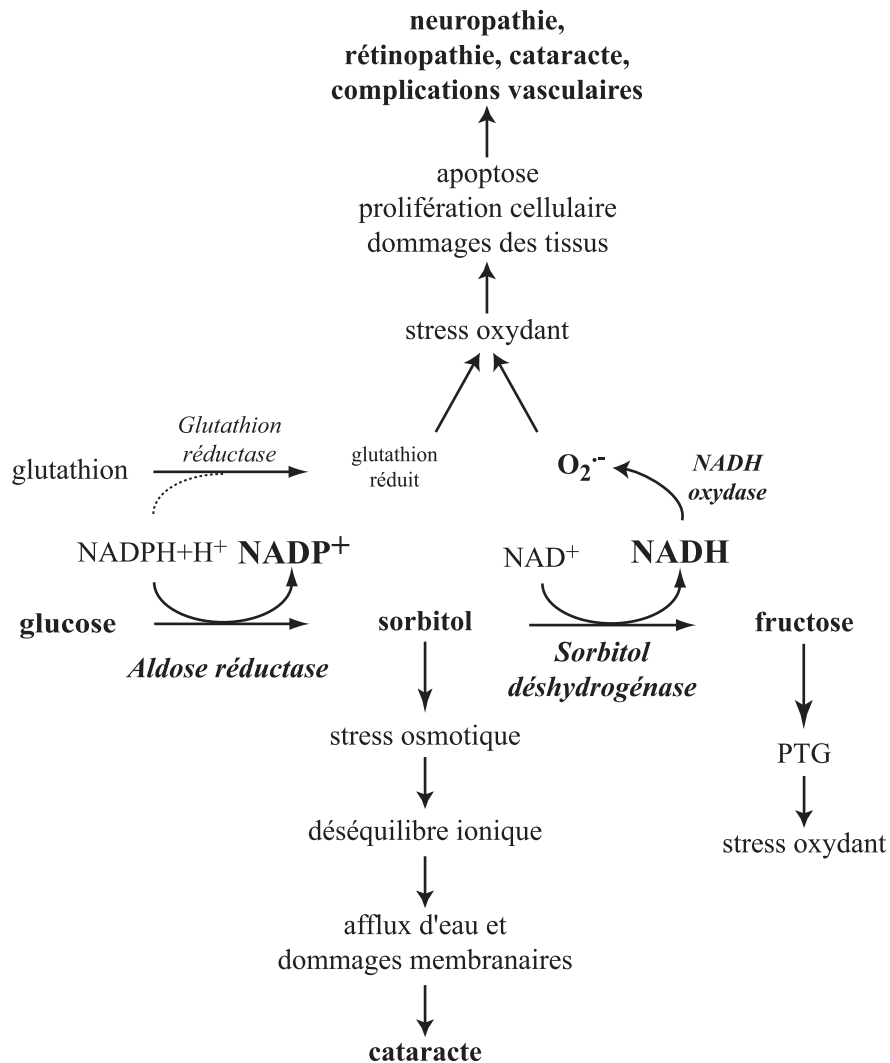 neuropathie,
rétinopathie, cataracte,
complications vasculaires
apoptose
prolifération cellulaire
dommages des tissus
stress oxydant
Glutathion
réductase
glutathion
glutathion
réduit
O₂·⁻
NADH
oxydase
NADPH+H⁺ NADP⁺
NAD⁺
NADH
glucose
sorbitol
fructose
Aldose réductase
Sorbitol
déshydrogénase
stress osmotique
PTG
déséquilibre ionique
stress oxydant
afflux d'eau et
dommages membranaires
cataracte